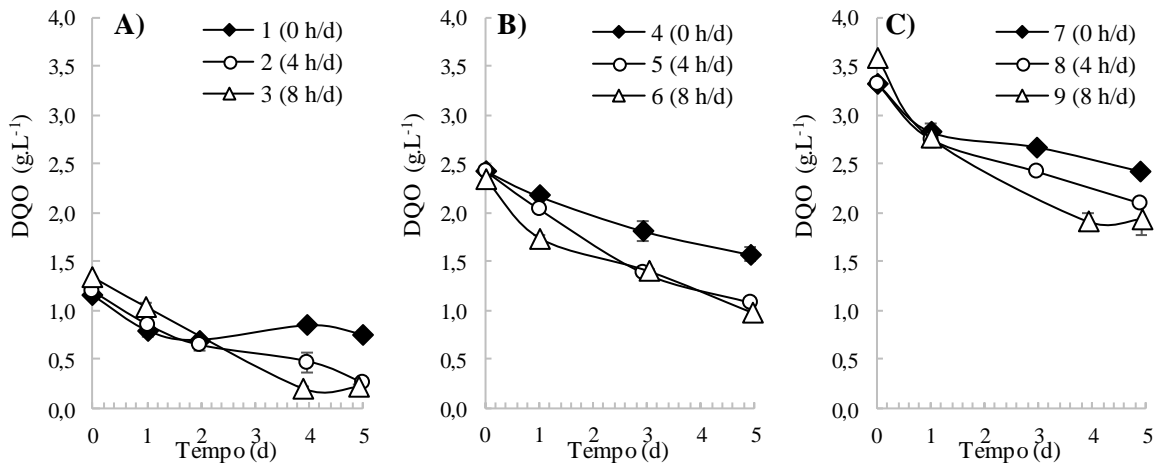 A)
1 (0 h/d)
2 (4 h/d)
3 (8 h/d)
DQO (g.L⁻¹)
4,0
3,5
3,0
2,5
2,0
1,5
1,0
0,5
0,0
0 1 2 3 4 5
Tempo (d)
B)
4 (0 h/d)
5 (4 h/d)
6 (8 h/d)
DQO (g.L⁻¹)
4,0
3,5
3,0
2,5
2,0
1,5
1,0
0,5
0,0
0 1 2 3 4 5
Tempo (d)
C)
7 (0 h/d)
8 (4 h/d)
9 (8 h/d)
DQO (g.L⁻¹)
4,0
3,5
3,0
2,5
2,0
1,5
1,0
0,5
0,0
0 1 2 3 4 5
Tempo (d)